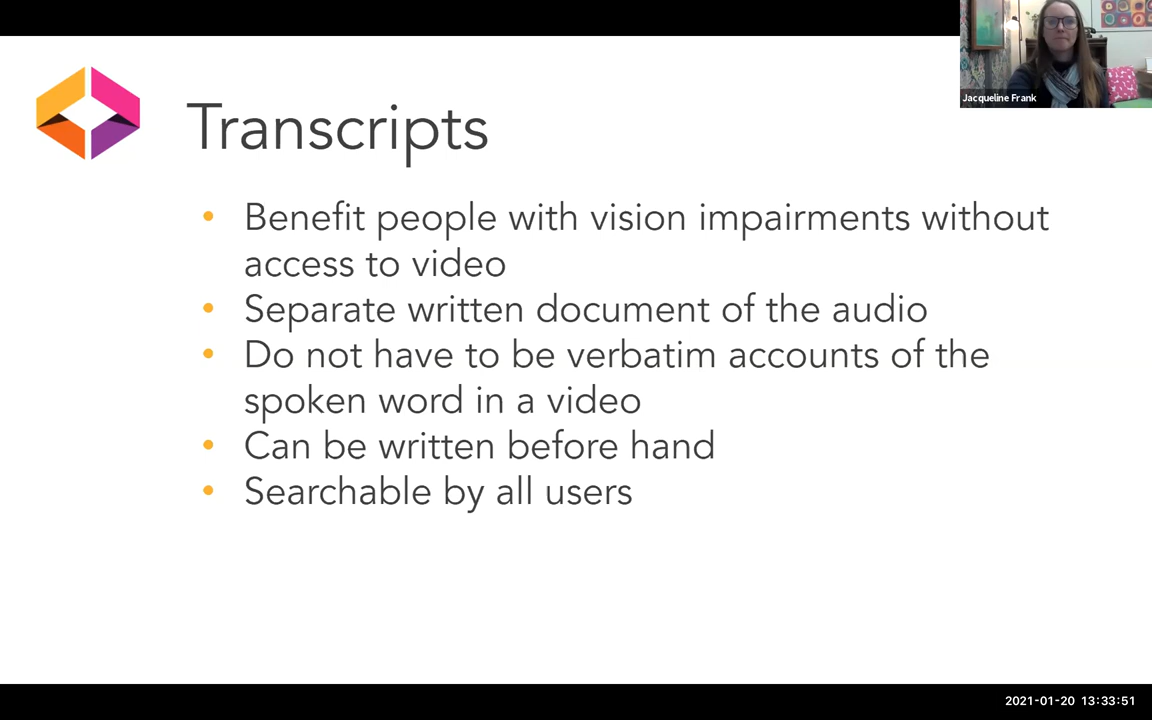 Jacqueline Frank
Transcripts
• Benefit people with vision impairments without
access to video
• Separate written document of the audio
• Do not have to be verbatim accounts of the
spoken word in a video
• Can be written before hand
• Searchable by all users
2021-01-20 13:33:51